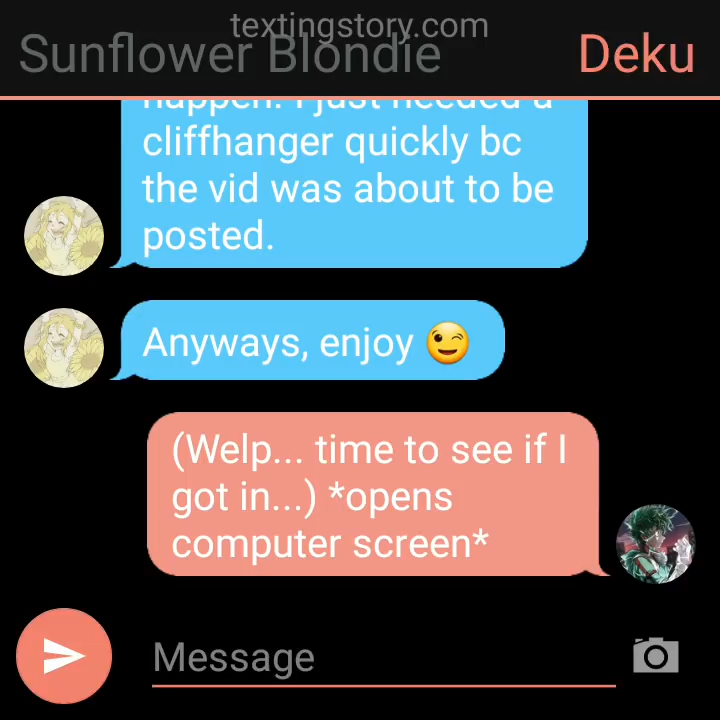 textingstory.com
Sunflower Blondie
Deku
happen. I just needed a
cliffhanger quickly bc
the vid was about to be
posted.
Anyways, enjoy 😉
(Welp... time to see if I
got in...) *opens
computer screen*
Message